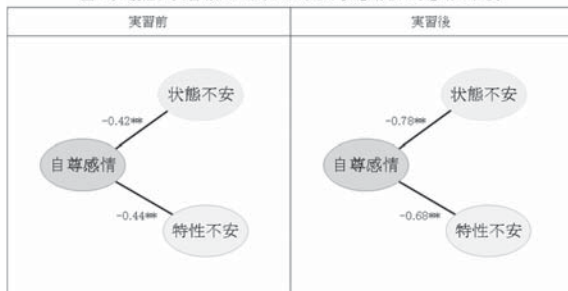 実習前
実習後
状態不安
-0.42**
自尊感情
-0.44**
特性不安
状態不安
-0.78**
自尊感情
-0.68**
特性不安